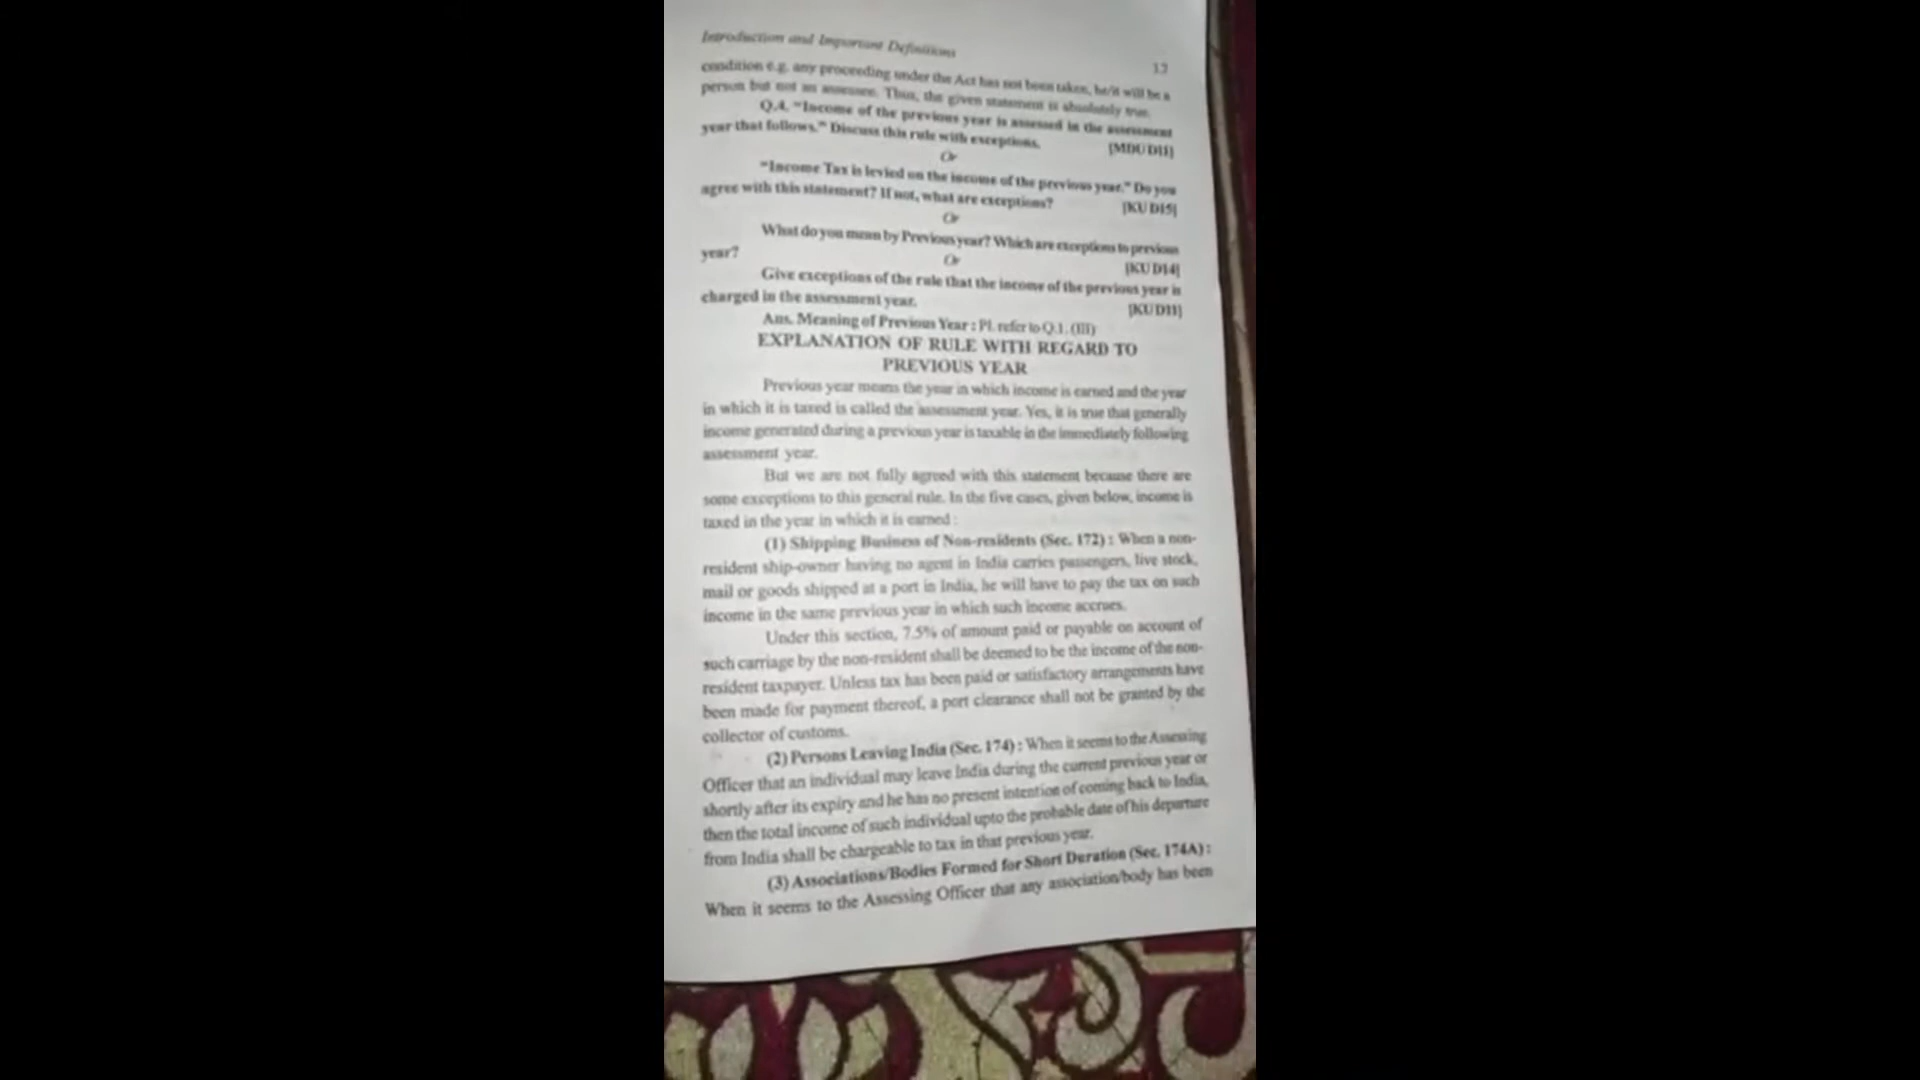 Introduction and Important Definitions
17
condition e.g. any proceeding under the Act has not been taken, he/it will be a
person but not an assessee. Thus, the given statement is absolutely true.
Q.4. "Income of the previous year is assessed in the assessment
year that follows." Discuss this rule with exceptions. [MDU D11]
Or
"Income Tax is levied on the income of the previous year." Do you
agree with this statement? If not, what are exceptions? [KU D15]
Or
What do you mean by Previous year? Which are exceptions to previous
year? [KU D14]
Or
Give exceptions of the rule that the income of the previous year is
charged in the assessment year. [KU D11]
Ans. Meaning of Previous Year : Pl. refer to Q.1. (III)
EXPLANATION OF RULE WITH REGARD TO
PREVIOUS YEAR
Previous year means the year in which income is earned and the year
in which it is taxed is called the assessment year. Yes, it is true that generally
income generated during a previous year is taxable in the immediately following
assessment year.
But we are not fully agreed with this statement because there are
some exceptions to this general rule. In the five cases, given below, income is
taxed in the year in which it is earned :
(1) Shipping Business of Non-residents (Sec. 172) : When a non-
resident ship-owner having no agent in India carries passengers, live stock,
mail or goods shipped at a port in India, he will have to pay the tax on such
income in the same previous year in which such income accrues.
Under this section, 7.5% of amount paid or payable on account of
such carriage by the non-resident shall be deemed to be the income of the non-
resident taxpayer. Unless tax has been paid or satisfactory arrangements have
been made for payment thereof, a port clearance shall not be granted by the
collector of customs.
(2) Persons Leaving India (Sec. 174) : When it seems to the Assessing
Officer that an individual may leave India during the current previous year or
shortly after its expiry and he has no present intention of coming back to India,
then the total income of such individual upto the probable date of his departure
from India shall be chargeable to tax in that previous year.
(3) Associations/Bodies Formed for Short Duration (Sec. 174A) :
When it seems to the Assessing Officer that any association/body has been